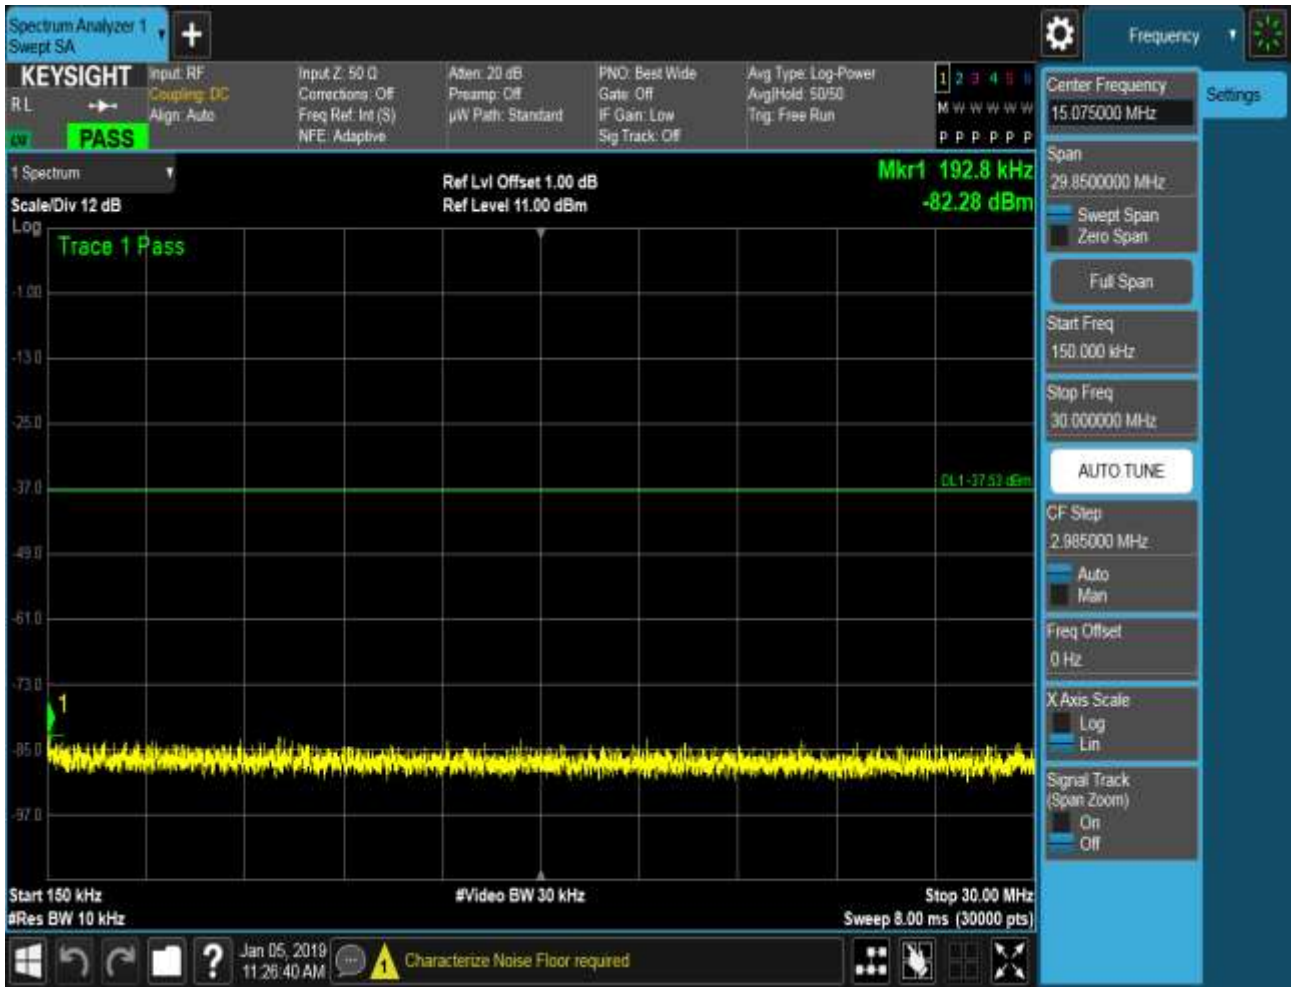 Spectrum Analyzer 1
Swept SA
Frequency
KEYSIGHT
R L
PASS
Input: RF
Coupling: DC
Align: Auto
Input Z: 50 Ω
Corrections: Off
Freq Ref: Int (S)
NFE: Adaptive
Atten: 20 dB
Preamp: Off
µW Path: Standard
PNO: Best Wide
Gate: Off
IF Gain: Low
Sig Track: Off
Avg Type: Log-Power
Avg|Hold: 50/50
Trig: Free Run
1 2 3 4 5 6
M W W W W W
P P P P P P
1 Spectrum
Scale/Div 12 dB
Ref Lvl Offset 1.00 dB
Ref Level 11.00 dBm
Mkr1 192.8 kHz
-82.28 dBm
Log
Trace 1 Pass
-1.00
-13.0
-25.0
-37.0
DL1 -37.53 dBm
-49.0
-61.0
-73.0
1
-85.0
-97.0
Start 150 kHz
#Res BW 10 kHz
#Video BW 30 kHz
Stop 30.00 MHz
Sweep 8.00 ms (30000 pts)
Center Frequency
15.075000 MHz
Settings
Span
29.8500000 MHz
Swept Span
Zero Span
Full Span
Start Freq
150.000 kHz
Stop Freq
30.000000 MHz
AUTO TUNE
CF Step
2.985000 MHz
Auto
Man
Freq Offset
0 Hz
X Axis Scale
Log
Lin
Signal Track
(Span Zoom)
On
Off
?
Jan 05, 2019
11:26:40 AM
1
Characterize Noise Floor required